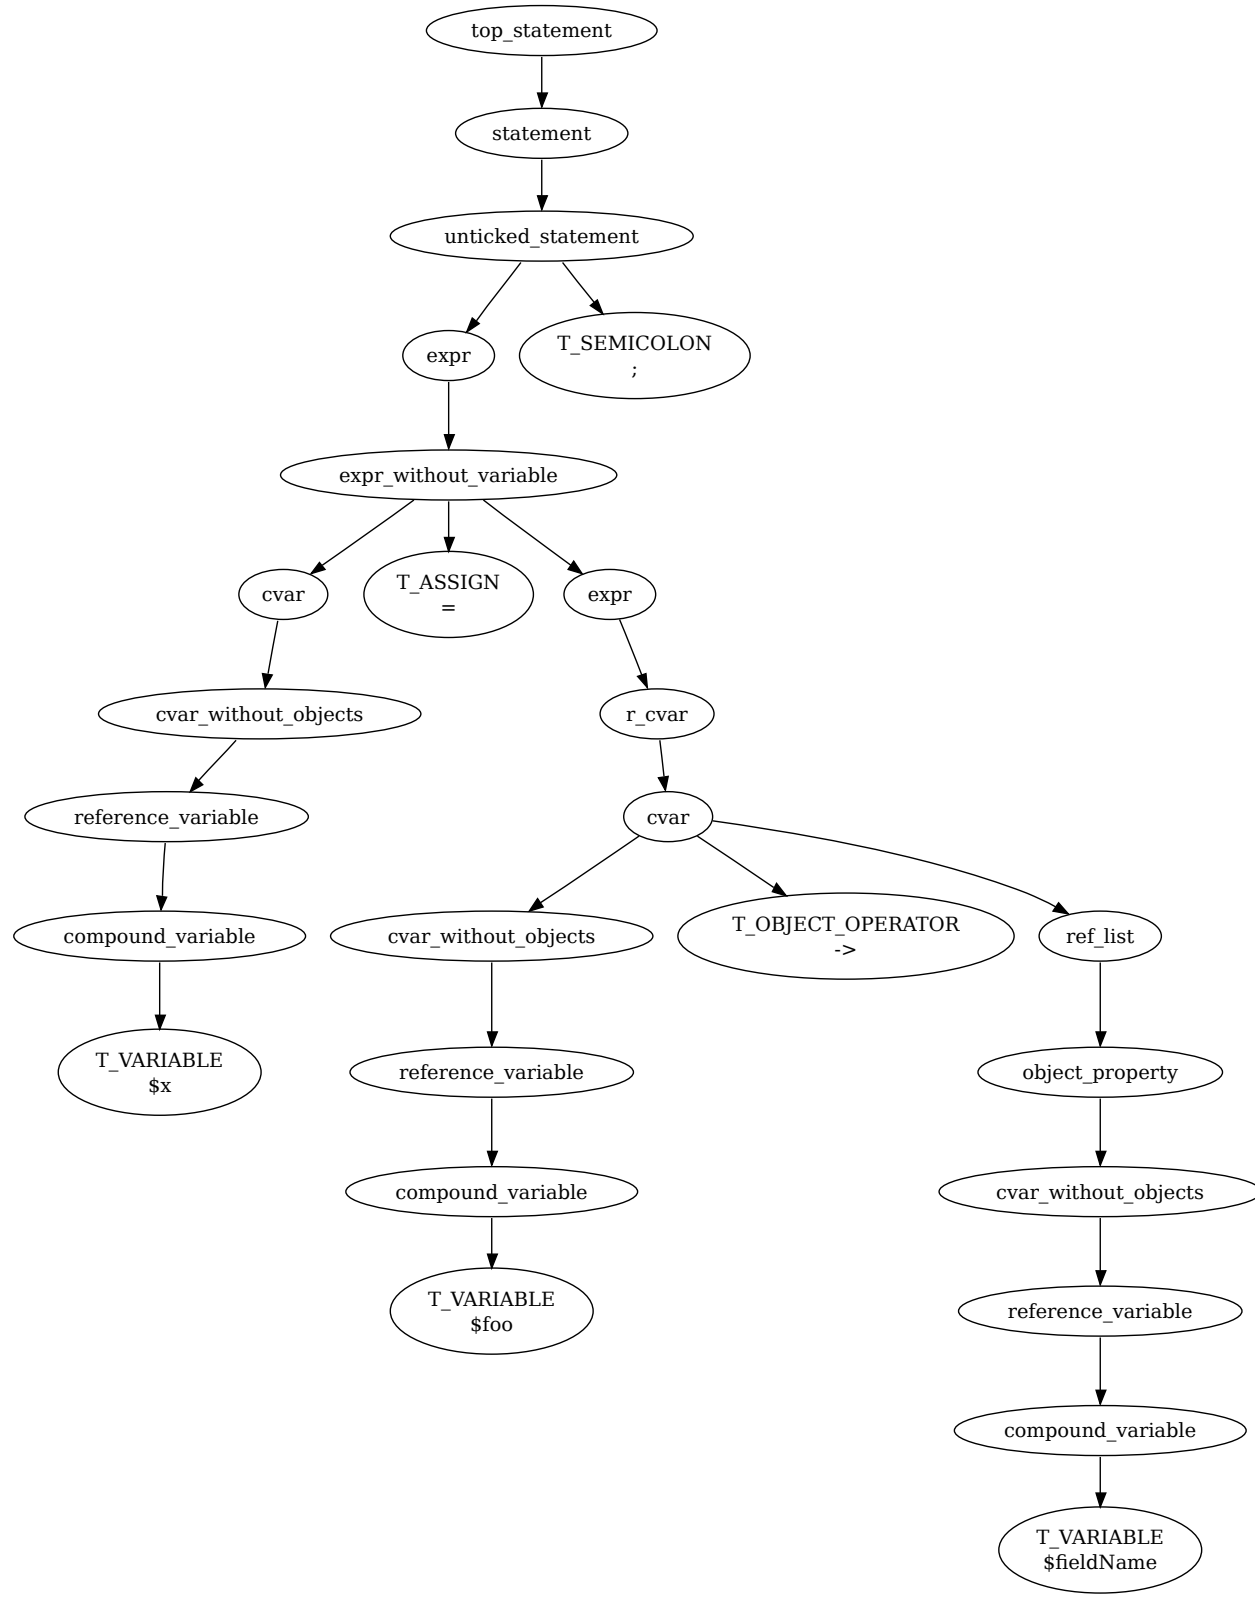 top_statement
statement
unticked_statement
expr
T_SEMICOLON
;
expr_without_variable
cvar
T_ASSIGN
=
expr
cvar_without_objects
r_cvar
reference_variable
cvar
compound_variable
cvar_without_objects
T_OBJECT_OPERATOR
->
ref_list
T_VARIABLE
$x
reference_variable
object_property
compound_variable
cvar_without_objects
T_VARIABLE
$foo
reference_variable
compound_variable
T_VARIABLE
$fieldName